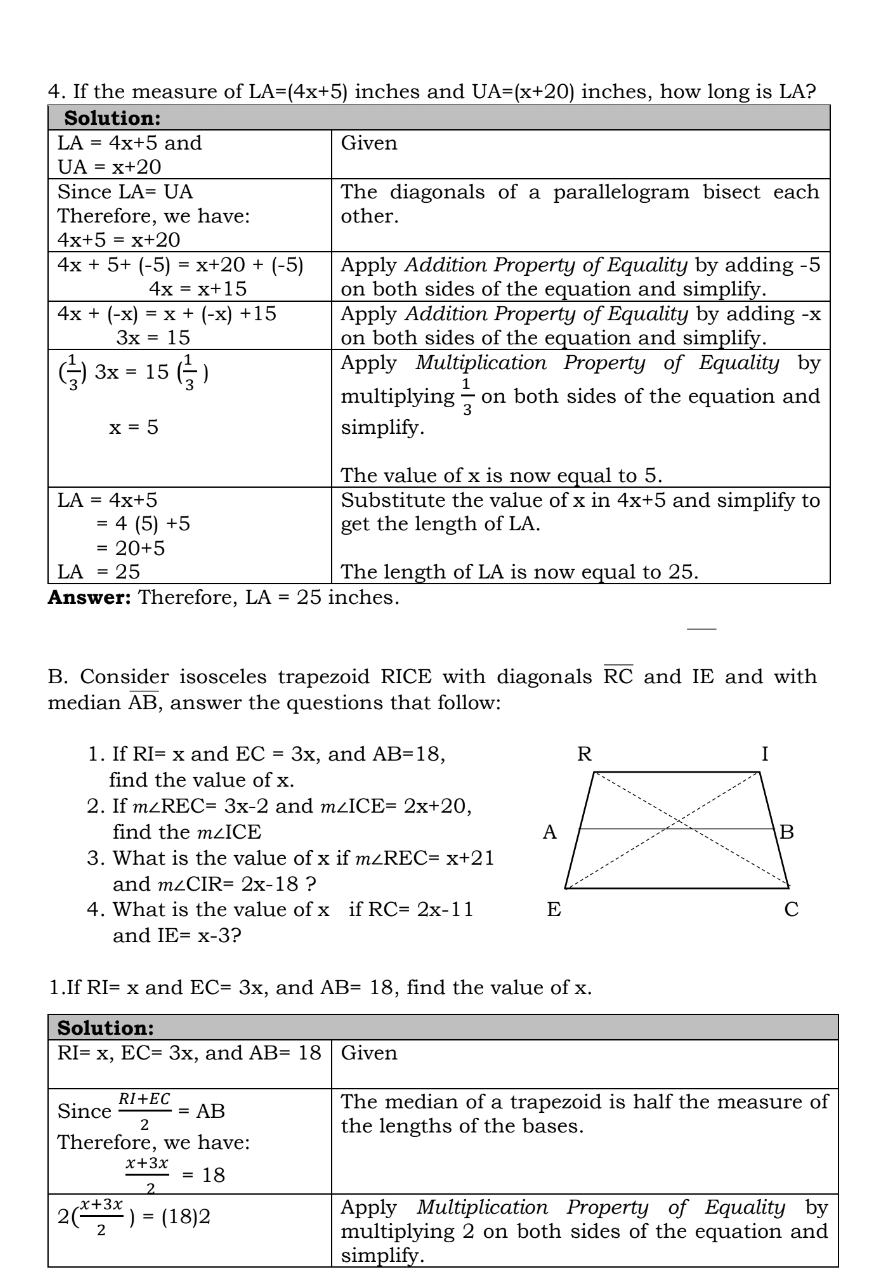 4. If the measure of LA=(4x+5) inches and UA=(x+20) inches, how long is LA?
Solution:
LA = 4x+5 and
UA = x+20
Given
Since LA= UA
Therefore, we have:
4x+5 = x+20
The diagonals of a parallelogram bisect each
other.
4x + 5+ (-5) = x+20 + (-5)
4x = x+15
Apply Addition Property of Equality by adding -5
on both sides of the equation and simplify.
4x + (-x) = x + (-x) +15
3x = 15
Apply Addition Property of Equality by adding -x
on both sides of the equation and simplify.
(1/3) 3x = 15 (1/3 )
x = 5
Apply Multiplication Property of Equality by
multiplying 1/3 on both sides of the equation and
simplify.
The value of x is now equal to 5.
LA = 4x+5
= 4 (5) +5
= 20+5
LA = 25
Substitute the value of x in 4x+5 and simplify to
get the length of LA.
The length of LA is now equal to 25.
Answer: Therefore, LA = 25 inches.
B. Consider isosceles trapezoid RICE with diagonals R̅C̅ and IE and with
median A̅B̅, answer the questions that follow:
1. If RI= x and EC = 3x, and AB=18,
find the value of x.
2. If m∠REC= 3x-2 and m∠ICE= 2x+20,
find the m∠ICE
3. What is the value of x if m∠REC= x+21
and m∠CIR= 2x-18 ?
4. What is the value of x if RC= 2x-11
and IE= x-3?
R I
A B
E C
1.If RI= x and EC= 3x, and AB= 18, find the value of x.
Solution:
RI= x, EC= 3x, and AB= 18
Given
Since RI+EC/2 = AB
Therefore, we have:
x+3x/2 = 18
The median of a trapezoid is half the measure of
the lengths of the bases.
2(x+3x/2 ) = (18)2
Apply Multiplication Property of Equality by
multiplying 2 on both sides of the equation and
simplify.